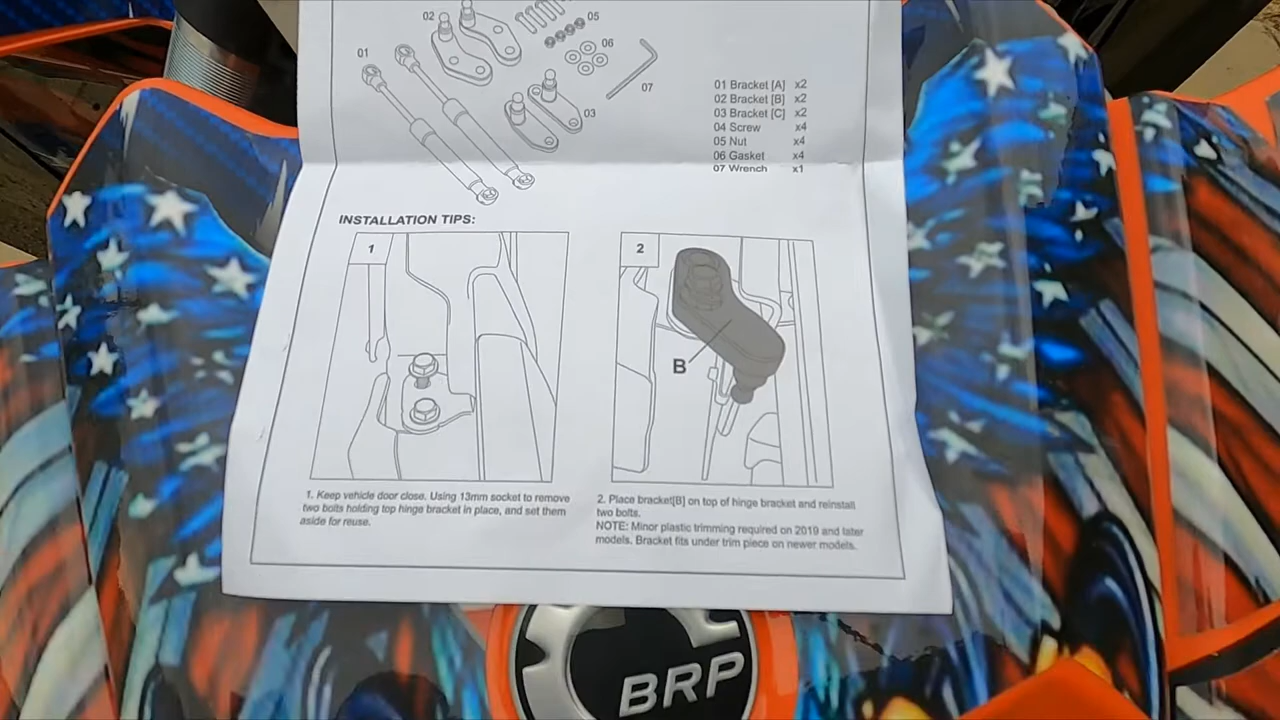 02
05
01
06
07
03
01 Bracket [A] x2
02 Bracket [B] x2
03 Bracket [C] x2
04 Screw x4
05 Nut x4
06 Gasket x4
07 Wrench x1
INSTALLATION TIPS:
1
2
B
1. Keep vehicle door close. Using 13mm socket to remove
two bolts holding top hinge bracket in place, and set them
aside for reuse.
2. Place bracket[B] on top of hinge bracket and reinstall
two bolts.
NOTE: Minor plastic trimming required on 2019 and later
models. Bracket fits under trim piece on newer models.
BRP